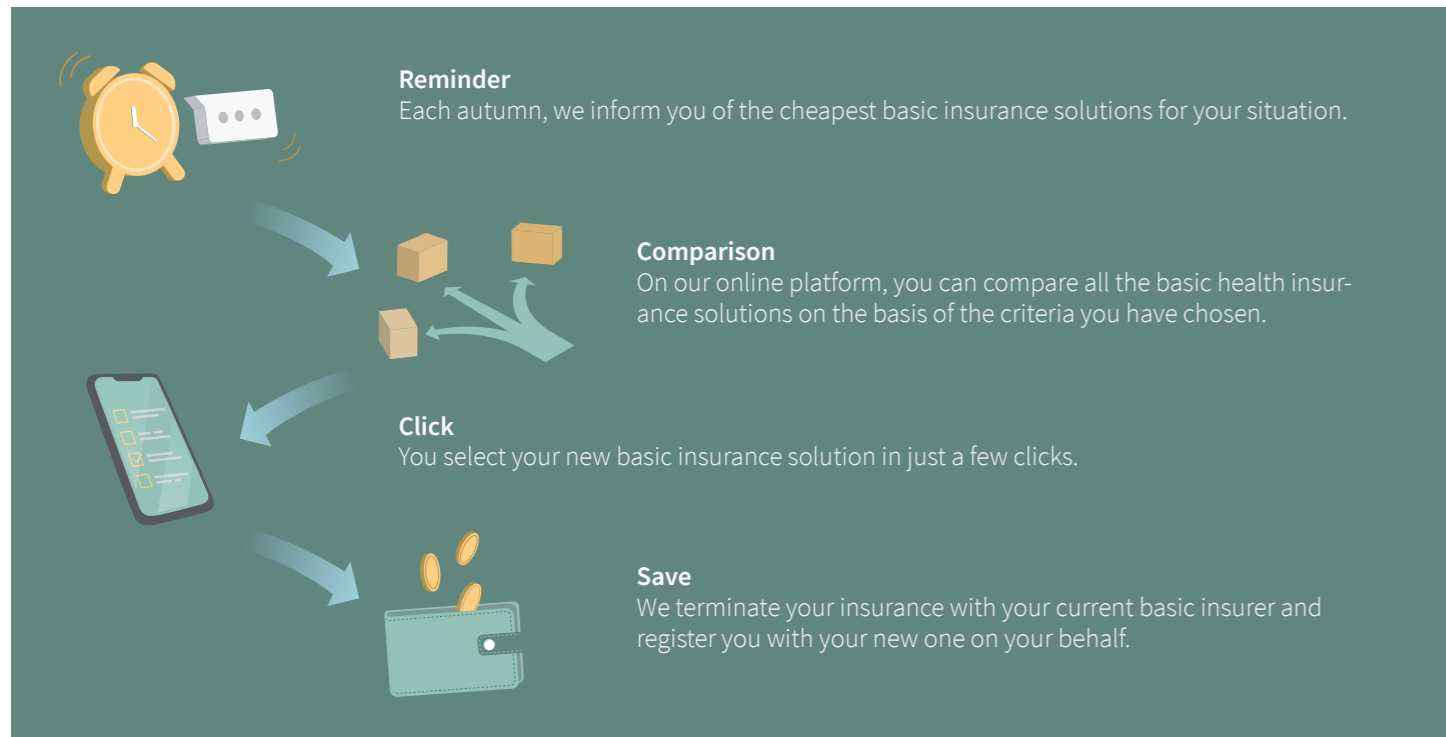 Reminder
Each autumn, we inform you of the cheapest basic insurance solutions for your situation.
Comparison
On our online platform, you can compare all the basic health insur-
ance solutions on the basis of the criteria you have chosen.
Click
You select your new basic insurance solution in just a few clicks.
Save
We terminate your insurance with your current basic insurer and
register you with your new one on your behalf.